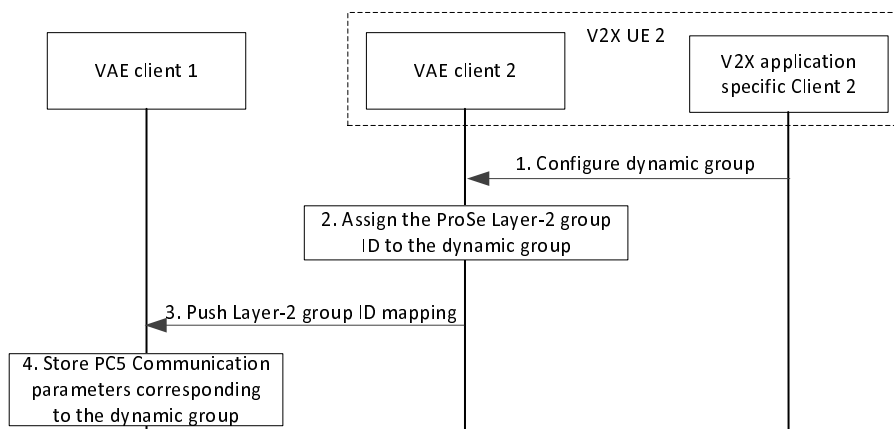 V2X UE 2
VAE client 1
VAE client 2
V2X application
specific Client 2
1. Configure dynamic group
2. Assign the ProSe Layer-2 group
ID to the dynamic group
3. Push Layer-2 group ID mapping
4. Store PC5 Communication
parameters corresponding
to the dynamic group